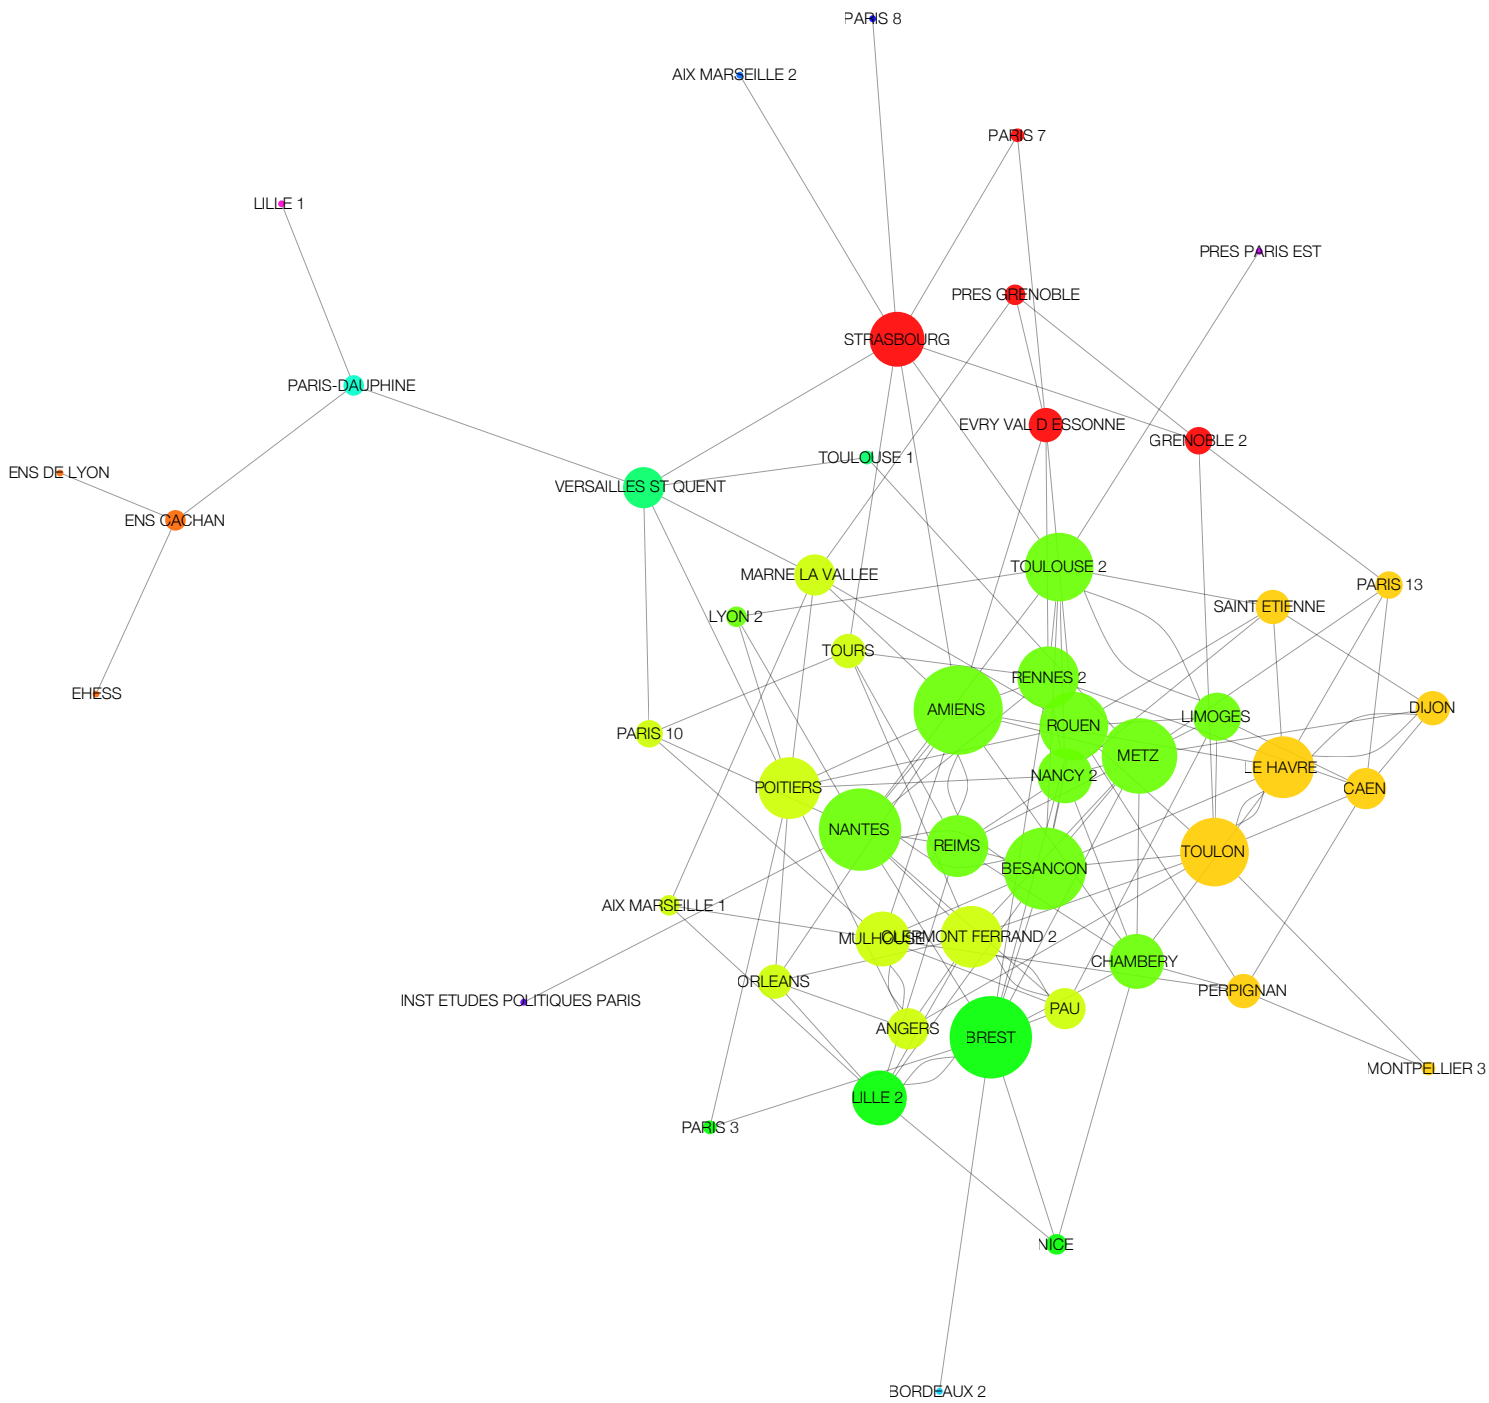 PARIS 8
AIX MARSEILLE 2
PARIS 7
LILLE 1
PRES PARIS EST
PRES GRENOBLE
STRASBOURG
PARIS-DAUPHINE
EVRY VAL D ESSONNE
GRENOBLE 2
TOULOUSE 1
ENS DE LYON
VERSAILLES ST QUENT
ENS CACHAN
TOULOUSE 2
MARNE LA VALLEE
PARIS 13
SAINT ETIENNE
LYON 2
TOURS
RENNES 2
EHESS
AMIENS
LIMOGES
DIJON
ROUEN
PARIS 10
METZ
LE HAVRE
NANCY 2
POITIERS
CAEN
NANTES
REIMS
TOULON
BESANCON
AIX MARSEILLE 1
MULHOUSE
CLERMONT FERRAND 2
CHAMBERY
ORLEANS
PERPIGNAN
INST ETUDES POLITIQUES PARIS
PAU
ANGERS
BREST
MONTPELLIER 3
LILLE 2
PARIS 3
NICE
BORDEAUX 2